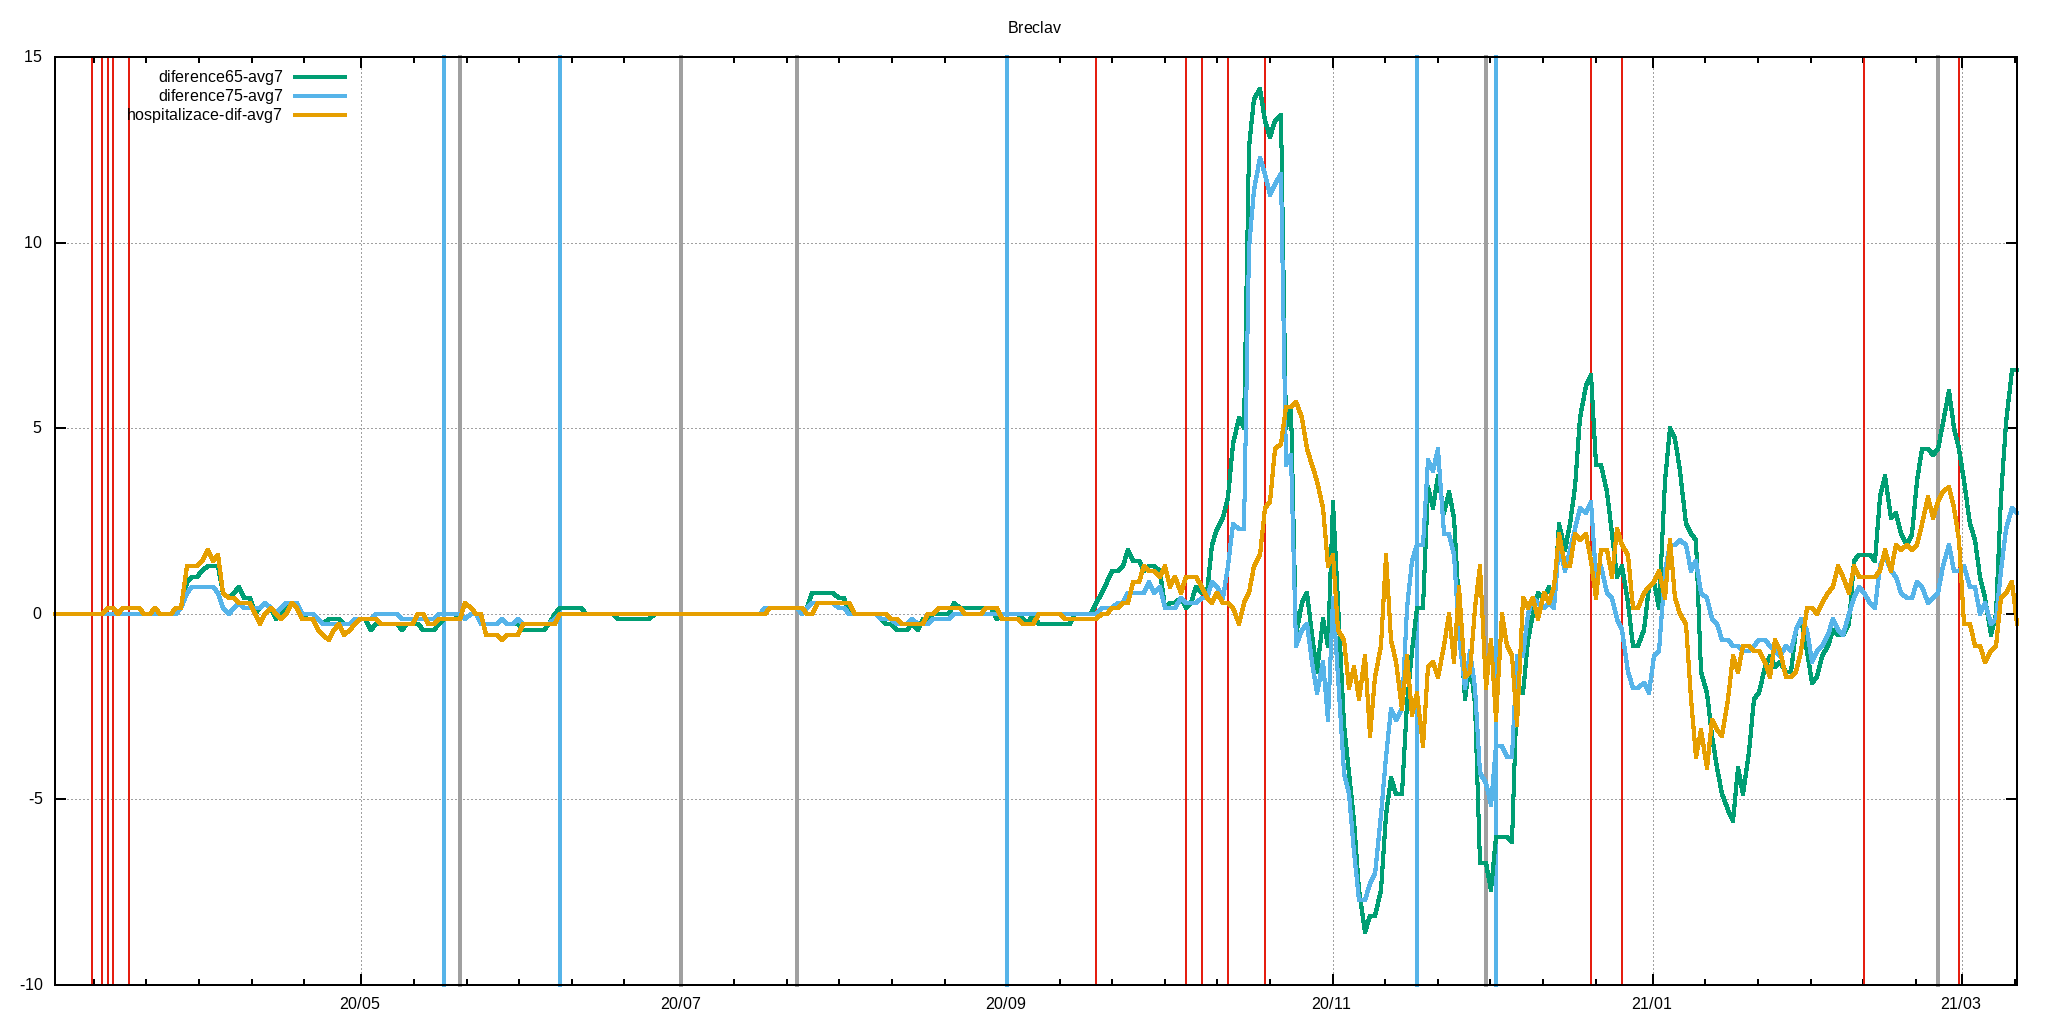 Breclav
15
diference65-avg7
diference75-avg7
hospitalizace-dif-avg7
10
5
0
-5
-10
20/05 20/07 20/09 20/11 21/01 21/03